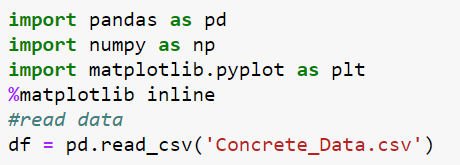 import pandas as pd
import numpy as np
import matplotlib.pyplot as plt
%matplotlib inline
#read data
df = pd.read_csv('Concrete_Data.csv')